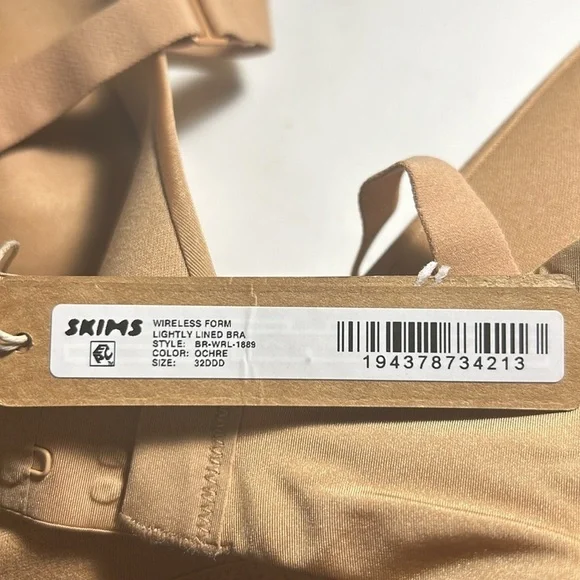 SKIMS
WIRELESS FORM
LIGHTLY LINED BRA
STYLE: BR-WRL-1889
COLOR: OCHRE
SIZE: 32DDD
194378734213